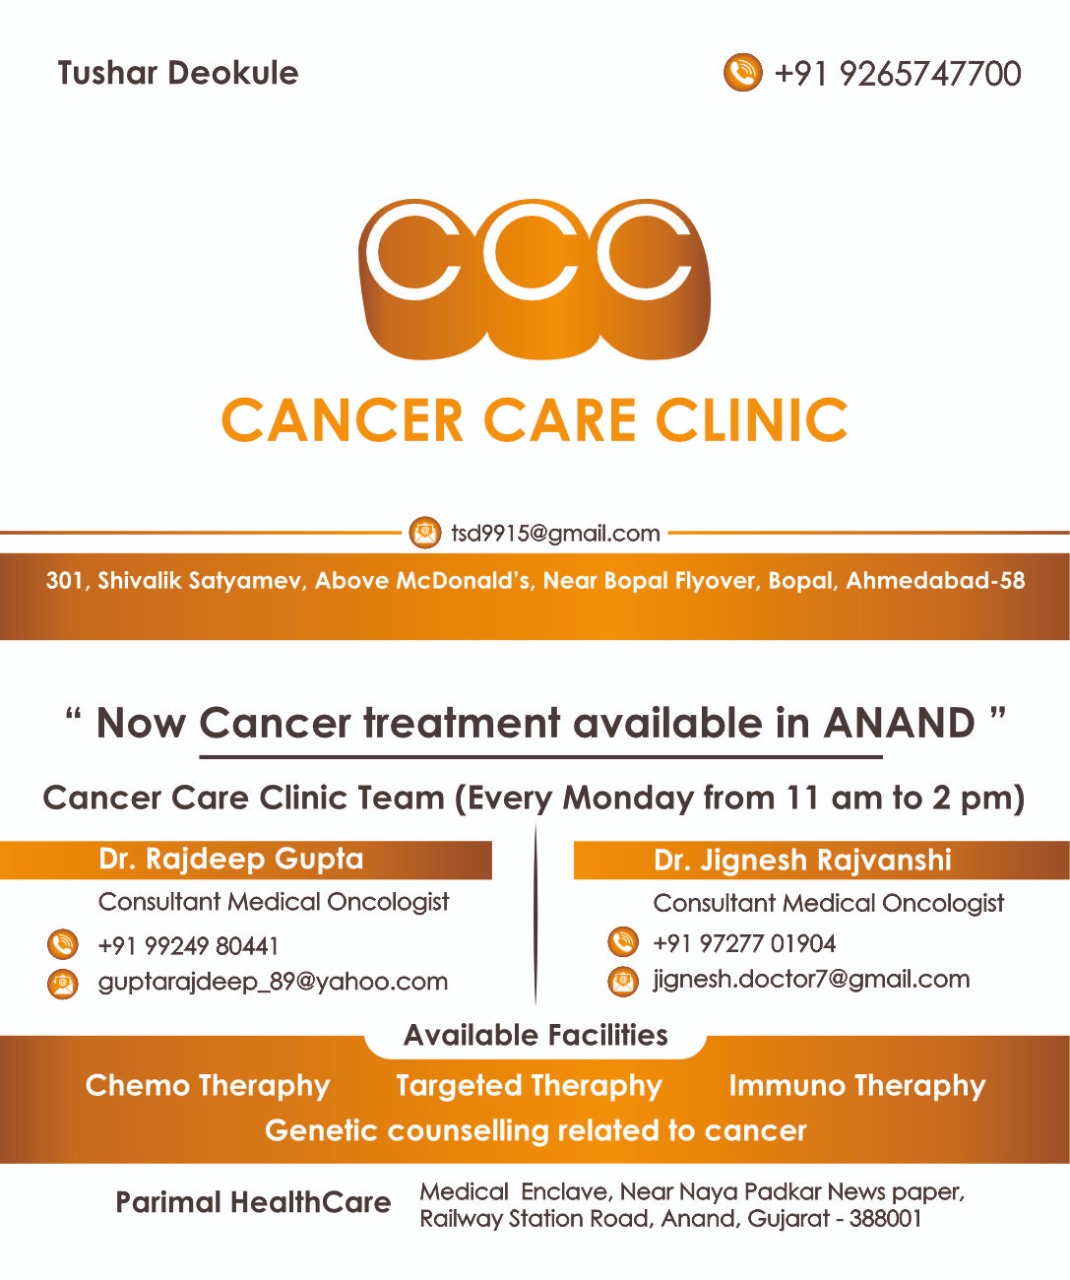 Tushar Deokule
+91 9265747700
CCC
CANCER CARE CLINIC
tsd9915@gmail.com
301, Shivalik Satyamev, Above McDonald's, Near Bopal Flyover, Bopal, Ahmedabad-58
“ Now Cancer treatment available in ANAND ”
Cancer Care Clinic Team (Every Monday from 11 am to 2 pm)
Dr. Rajdeep Gupta
Consultant Medical Oncologist
+91 99249 80441
guptarajdeep_89@yahoo.com
Dr. Jignesh Rajvanshi
Consultant Medical Oncologist
+91 97277 01904
jignesh.doctor7@gmail.com
Available Facilities
Chemo Theraphy Targeted Theraphy Immuno Theraphy
Genetic counselling related to cancer
Parimal HealthCare
Medical Enclave, Near Naya Padkar News paper,
Railway Station Road, Anand, Gujarat - 388001